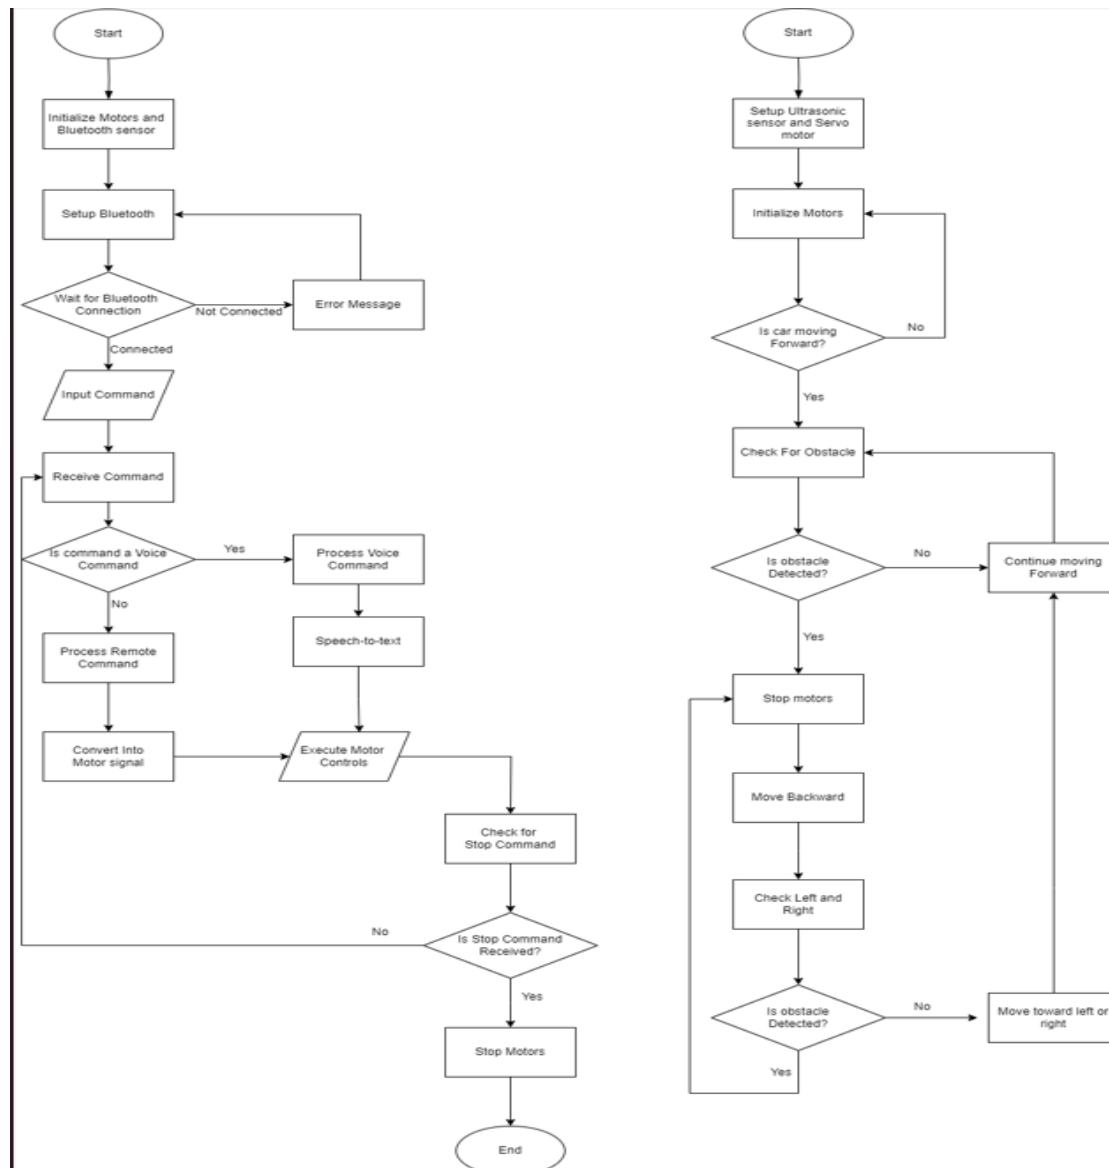 Start
Initialize Motors and
Bluetooth sensor
Setup Bluetooth
Wait for Bluetooth
Connection
Not Connected
Error Message
Connected
Input Command
Receive Command
Is command a Voice
Command
Yes
Process Voice
Command
No
Speech-to-text
Process Remote
Command
Convert Into
Motor signal
Execute Motor
Controls
Check for
Stop Command
No
Is Stop Command
Received?
Yes
Stop Motors
End
Start
Setup Ultrasonic
sensor and Servo
motor
Initialize Motors
Is car moving
Forward?
No
Yes
Check For Obstacle
Is obstacle
Detected?
No
Continue moving
Forward
Yes
Stop motors
Move Backward
Check Left and
Right
Is obstacle
Detected?
No
Move toward left or
right
Yes